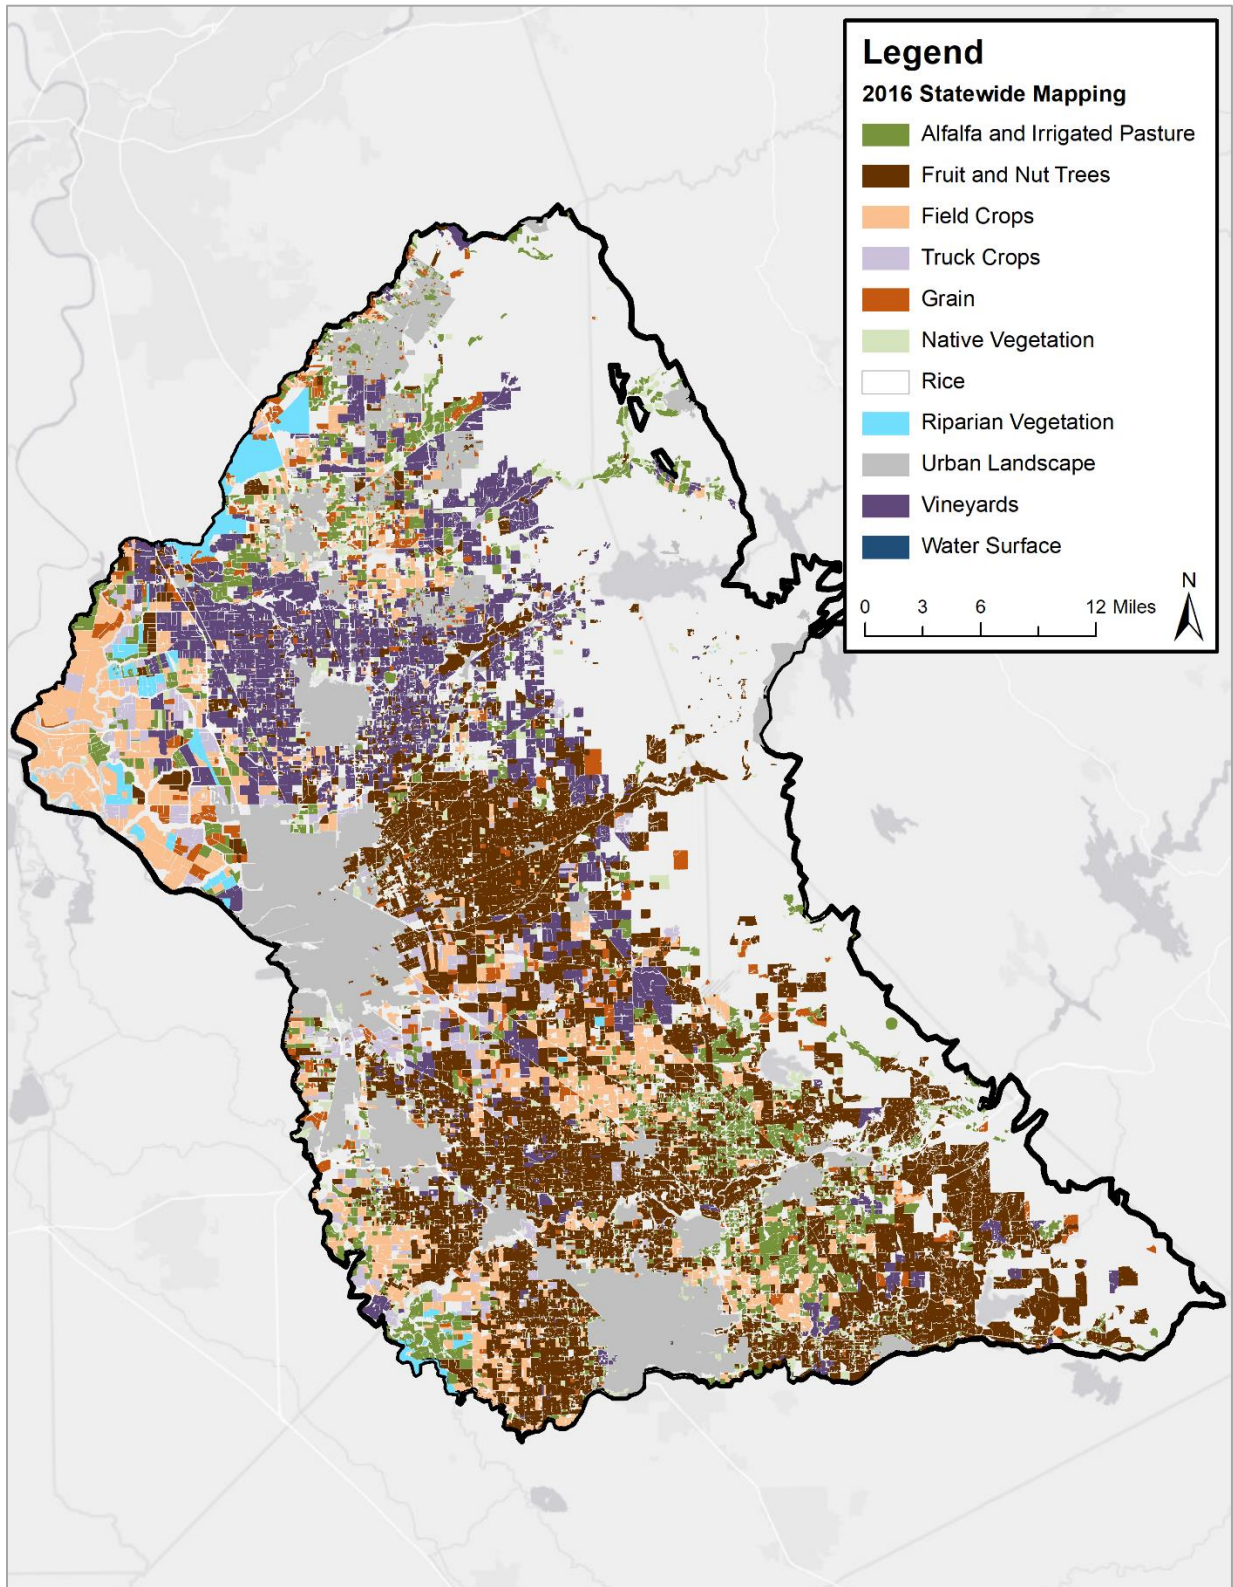 Legend
2016 Statewide Mapping
Alfalfa and Irrigated Pasture
Fruit and Nut Trees
Field Crops
Truck Crops
Grain
Native Vegetation
Rice
Riparian Vegetation
Urban Landscape
Vineyards
Water Surface
N
0 3 6 12 Miles